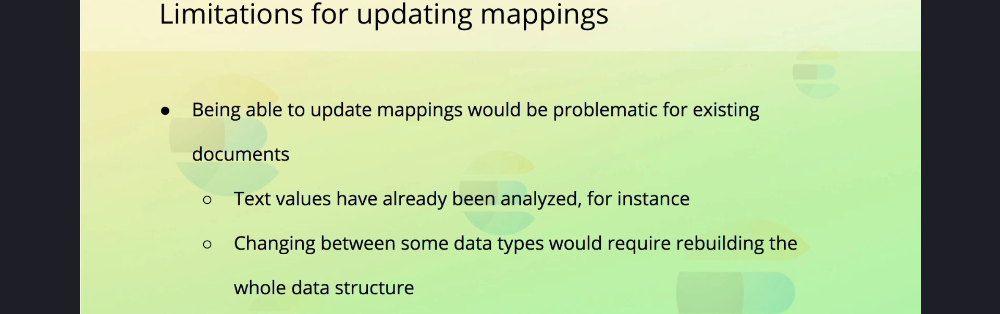 Limitations for updating mappings
● Being able to update mappings would be problematic for existing
documents
○ Text values have already been analyzed, for instance
○ Changing between some data types would require rebuilding the
whole data structure